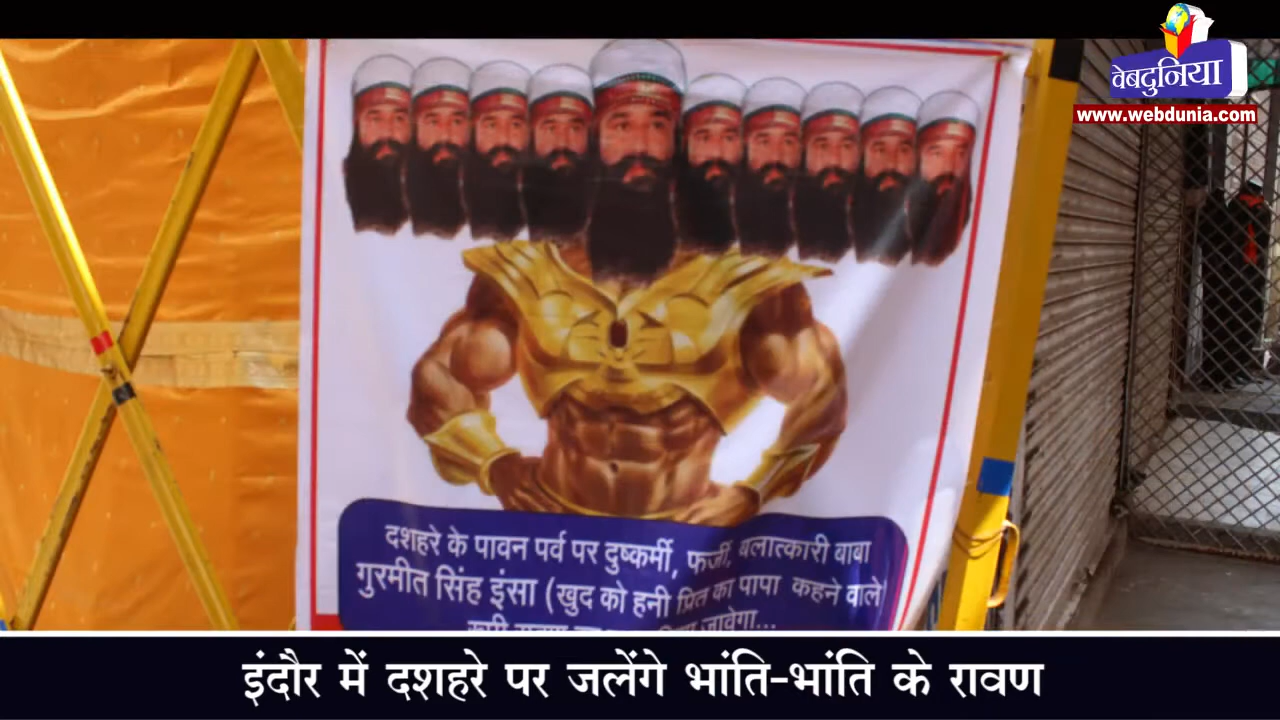 वेबदुनिया
www.webdunia.com
दशहरे के पावन पर्व पर दुष्कर्मी, फर्जी, बलात्कारी बाबा
गुरमीत सिंह इंसा (खुद को हनी प्रित का पापा कहने वाले)
जावेगा...
इंदौर में दशहरे पर जलेंगे भांति-भांति के रावण